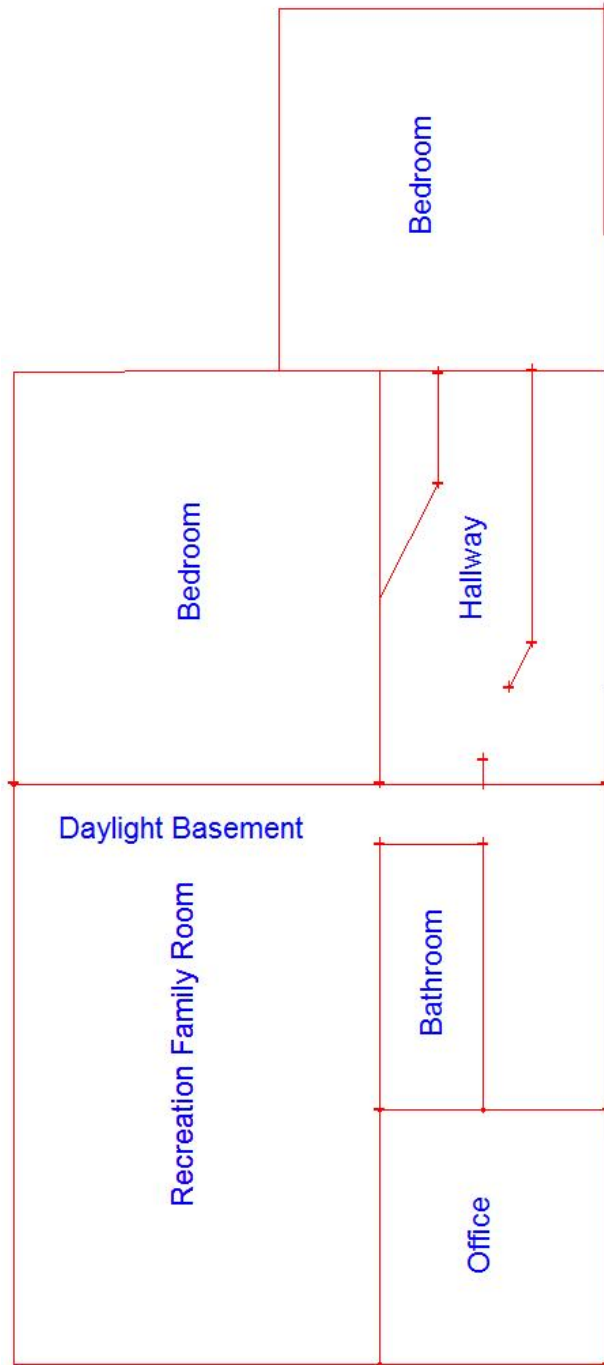 Bedroom
Bedroom
Hallway
Daylight Basement
Recreation Family Room
Bathroom
Office